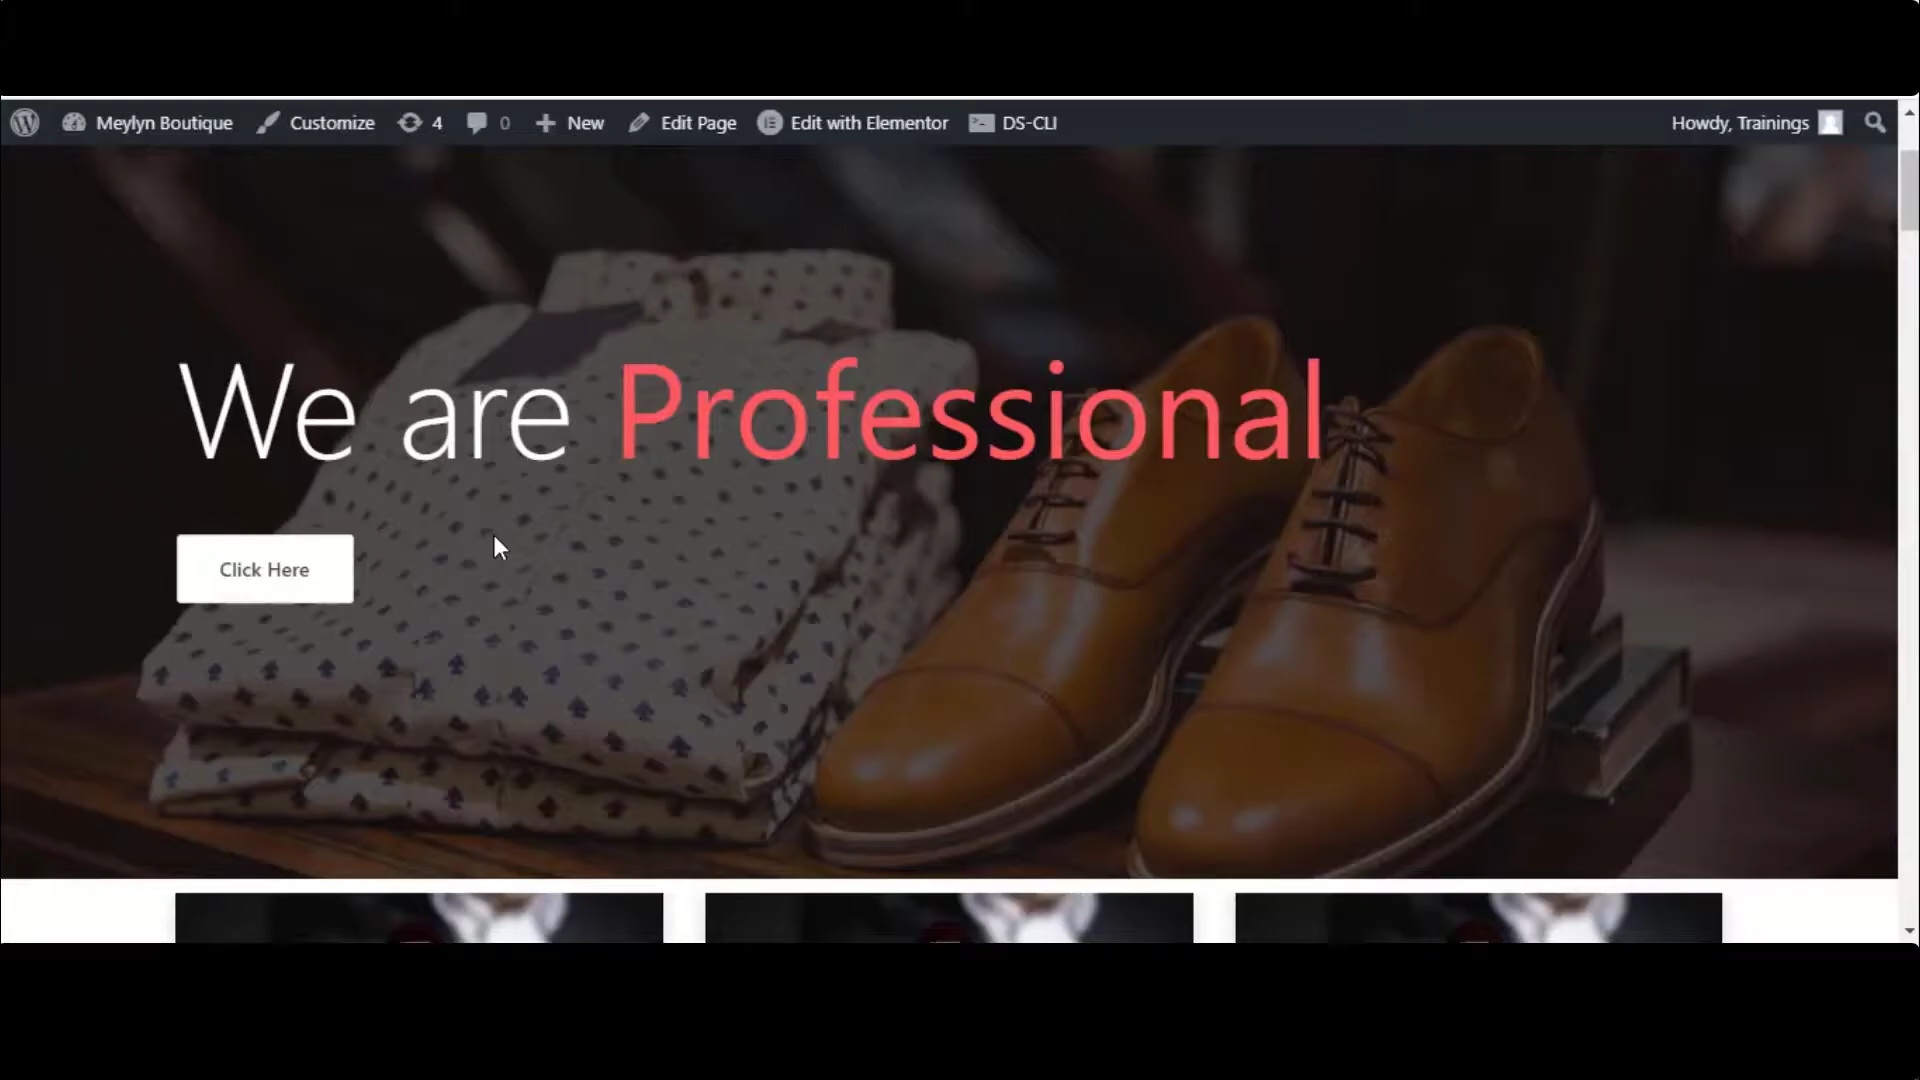 Meylyn Boutique Customize 4 0 New Edit Page Edit with Elementor DS-CLI Howdy, Trainings
We are Professional
Click Here